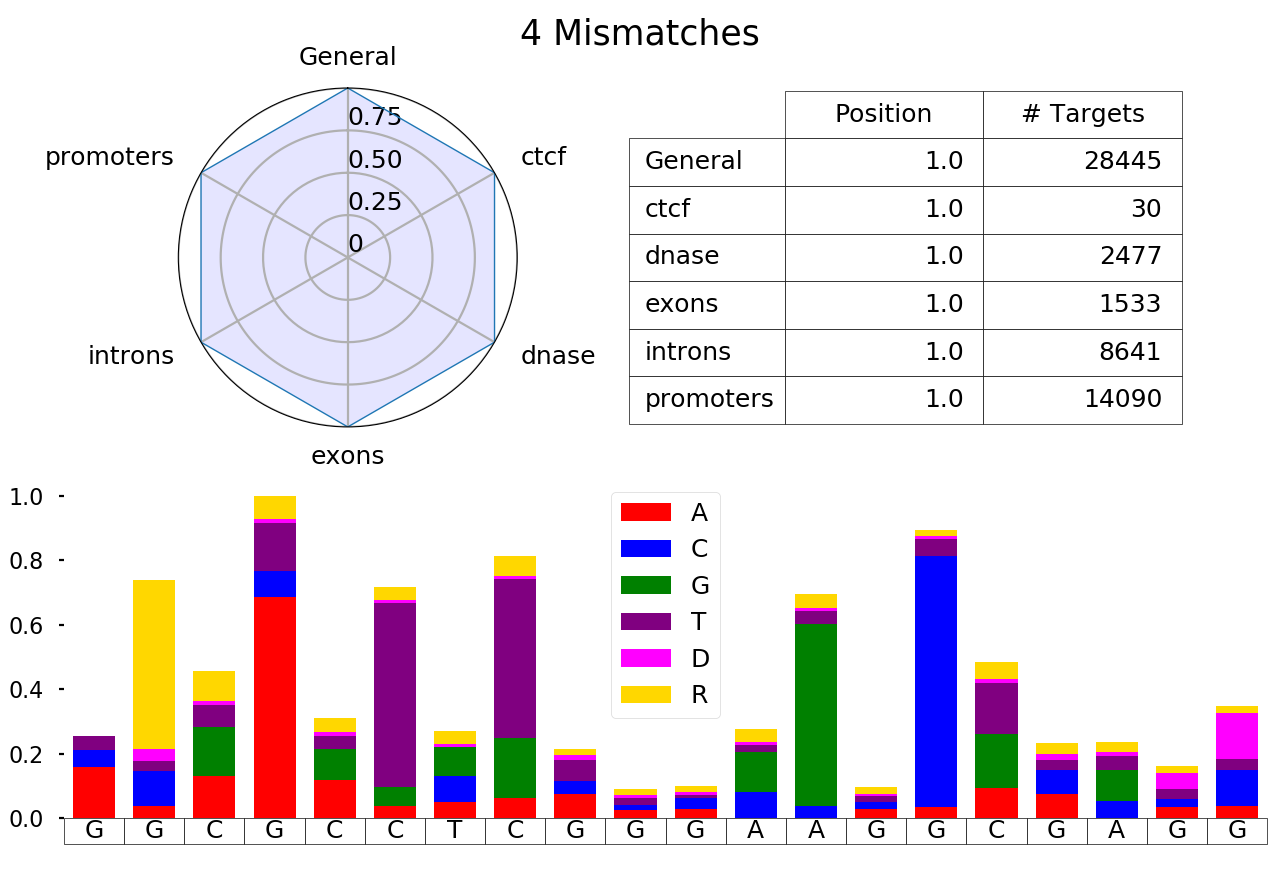 4 Mismatches
General
promoters
ctcf
introns
dnase
exons
0.75
0.50
0.25
0
Position # Targets
General 1.0 28445
ctcf 1.0 30
dnase 1.0 2477
exons 1.0 1533
introns 1.0 8641
promoters 1.0 14090
1.0
0.8
0.6
0.4
0.2
0.0
A
C
G
T
D
R
G G C G C C T C G G G A A G G C G A G G